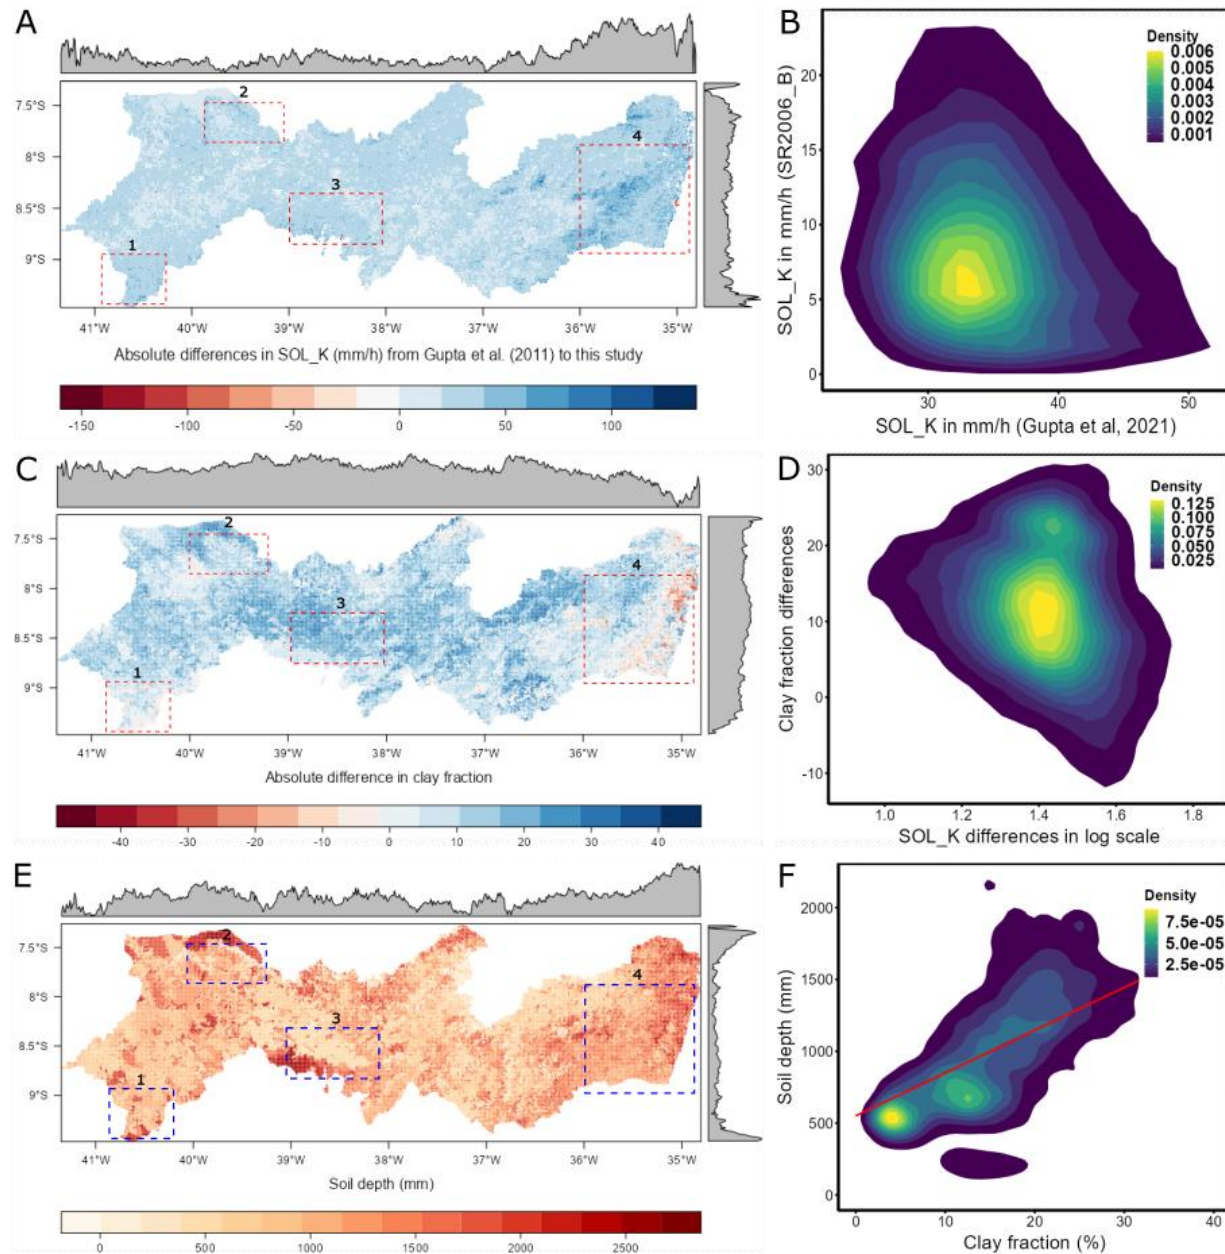 A
2
4
3
1
7.5°S
8°S
8.5°S
9°S
41°W
40°W
39°W
38°W
37°W
36°W
35°W
Absolute differences in SOL_K (mm/h) from Gupta et al. (2011) to this study
-150
-100
-50
0
50
100
B
Density
0.006
0.005
0.004
0.003
0.002
0.001
20
15
10
5
0
SOL_K in mm/h (SR2006_B)
30
40
50
SOL_K in mm/h (Gupta et al, 2021)
C
2
4
3
1
7.5°S
8°S
8.5°S
9°S
41°W
40°W
39°W
38°W
37°W
36°W
35°W
Absolute difference in clay fraction
-40
-30
-20
-10
0
10
20
30
40
D
Density
0.125
0.100
0.075
0.050
0.025
30
20
10
0
-10
Clay fraction differences
1.0
1.2
1.4
1.6
1.8
SOL_K differences in log scale
E
2
4
3
1
7.5°S
8°S
8.5°S
9°S
41°W
40°W
39°W
38°W
37°W
36°W
35°W
Soil depth (mm)
0
500
1000
1500
2000
2500
F
Density
7.5e-05
5.0e-05
2.5e-05
2000
1500
1000
500
0
Soil depth (mm)
0
10
20
30
40
Clay fraction (%)